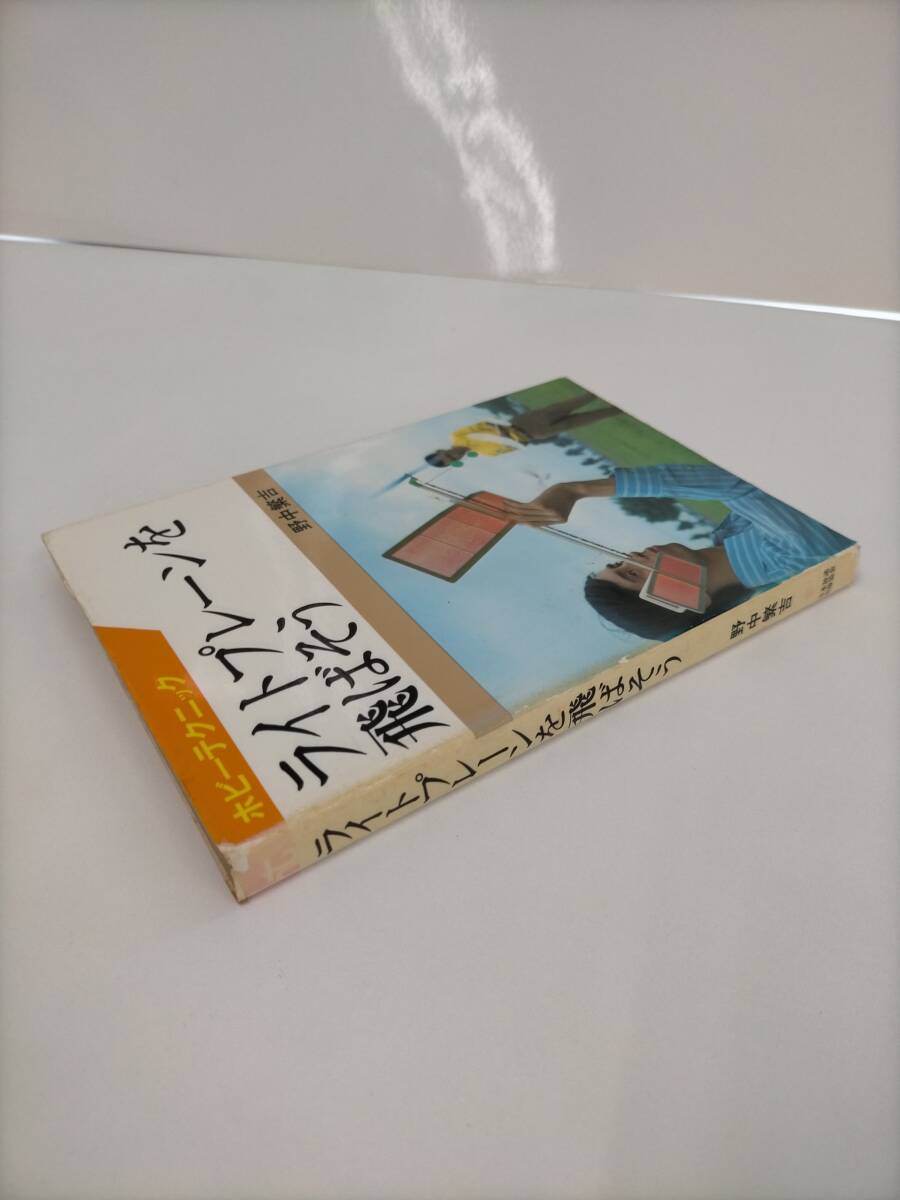 ホビーテクニック
ライトプレーンを
飛ばそう
野中繁吉
ライトプレーンを飛ばそう
野中繁吉